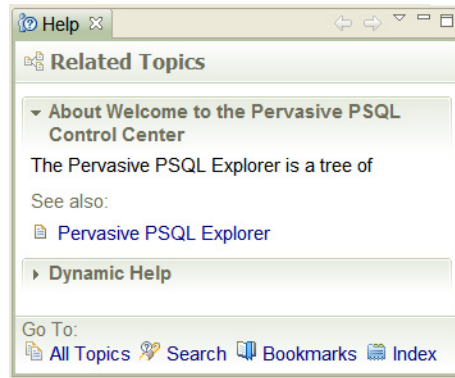 Help
Related Topics
About Welcome to the Pervasive PSQL
Control Center
The Pervasive PSQL Explorer is a tree of
See also:
Pervasive PSQL Explorer
Dynamic Help
Go To:
All Topics Search Bookmarks Index